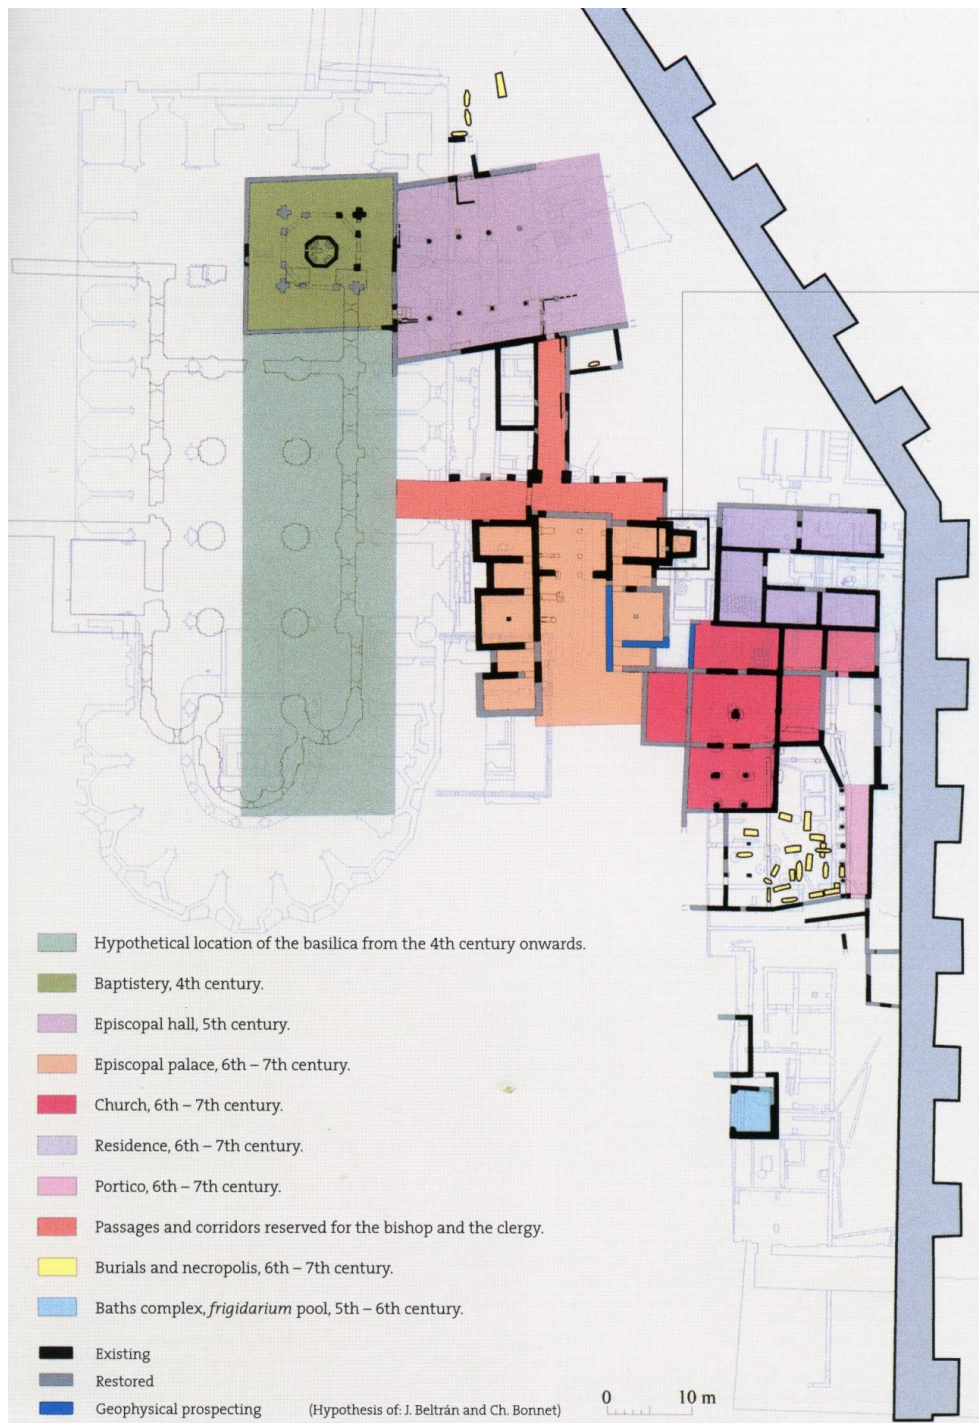 Hypothetical location of the basilica from the 4th century onwards.
Baptistery, 4th century.
Episcopal hall, 5th century.
Episcopal palace, 6th – 7th century.
Church, 6th – 7th century.
Residence, 6th – 7th century.
Portico, 6th – 7th century.
Passages and corridors reserved for the bishop and the clergy.
Burials and necropolis, 6th – 7th century.
Baths complex, frigidarium pool, 5th – 6th century.
Existing
Restored
Geophysical prospecting (Hypothesis of: J. Beltrán and Ch. Bonnet)
0 10 m